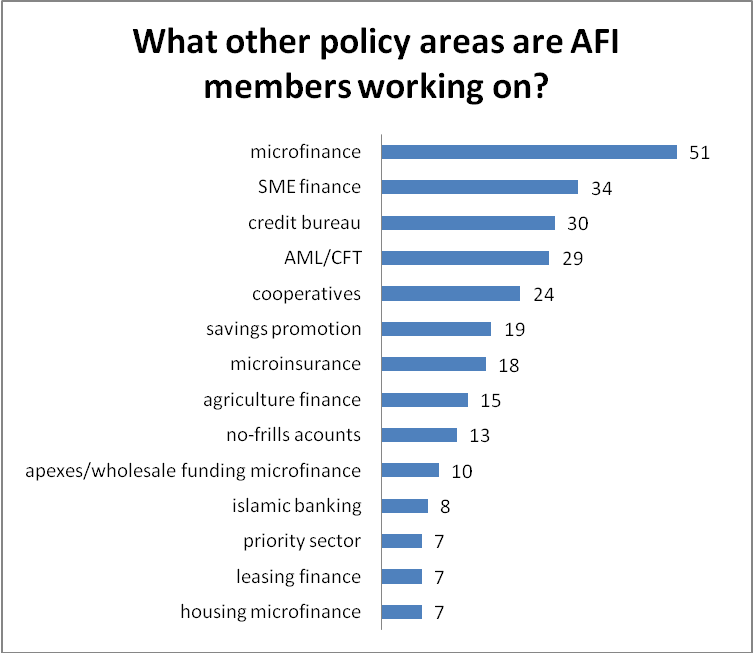 What other policy areas are AFI
members working on?
microfinance 51
SME finance 34
credit bureau 30
AML/CFT 29
cooperatives 24
savings promotion 19
microinsurance 18
agriculture finance 15
no-frills acounts 13
apexes/wholesale funding microfinance 10
islamic banking 8
priority sector 7
leasing finance 7
housing microfinance 7